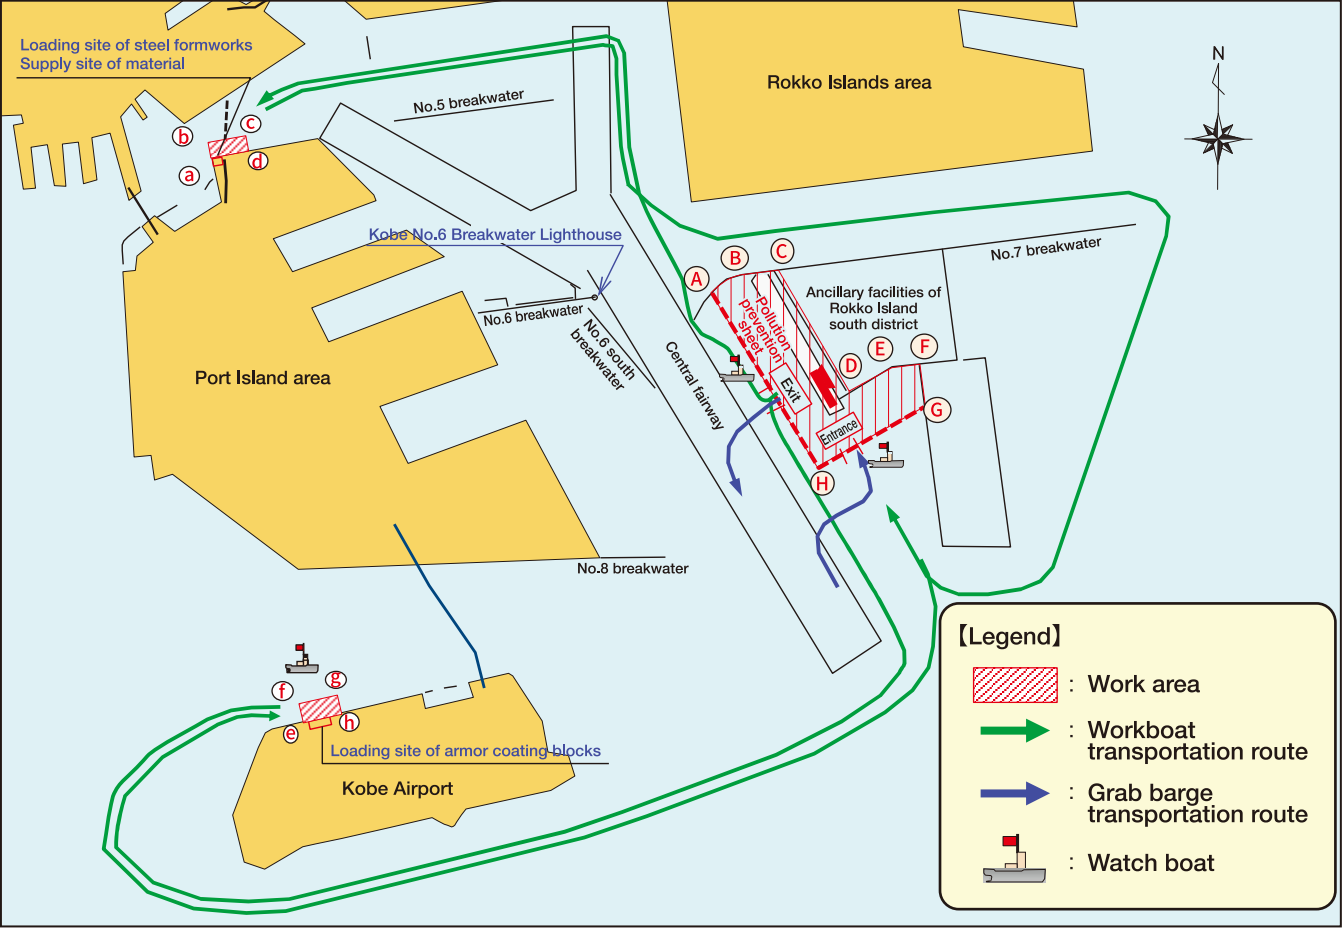 Loading site of steel formworks
Supply site of material
No.5 breakwater
Rokko Islands area
N
b
c
a
d
Kobe No.6 Breakwater Lighthouse
No.7 breakwater
A
B
C
Ancillary facilities of
Rokko Island
south district
Pollution
prevention
sheet
No.6 breakwater
No.6 south
breakwater
Central fairway
Port Island area
D
E
F
G
H
Exit
Entrance
No.8 breakwater
f
g
e
h
Loading site of armor coating blocks
Kobe Airport
【Legend】
: Work area
: Workboat
transportation route
: Grab barge
transportation route
: Watch boat